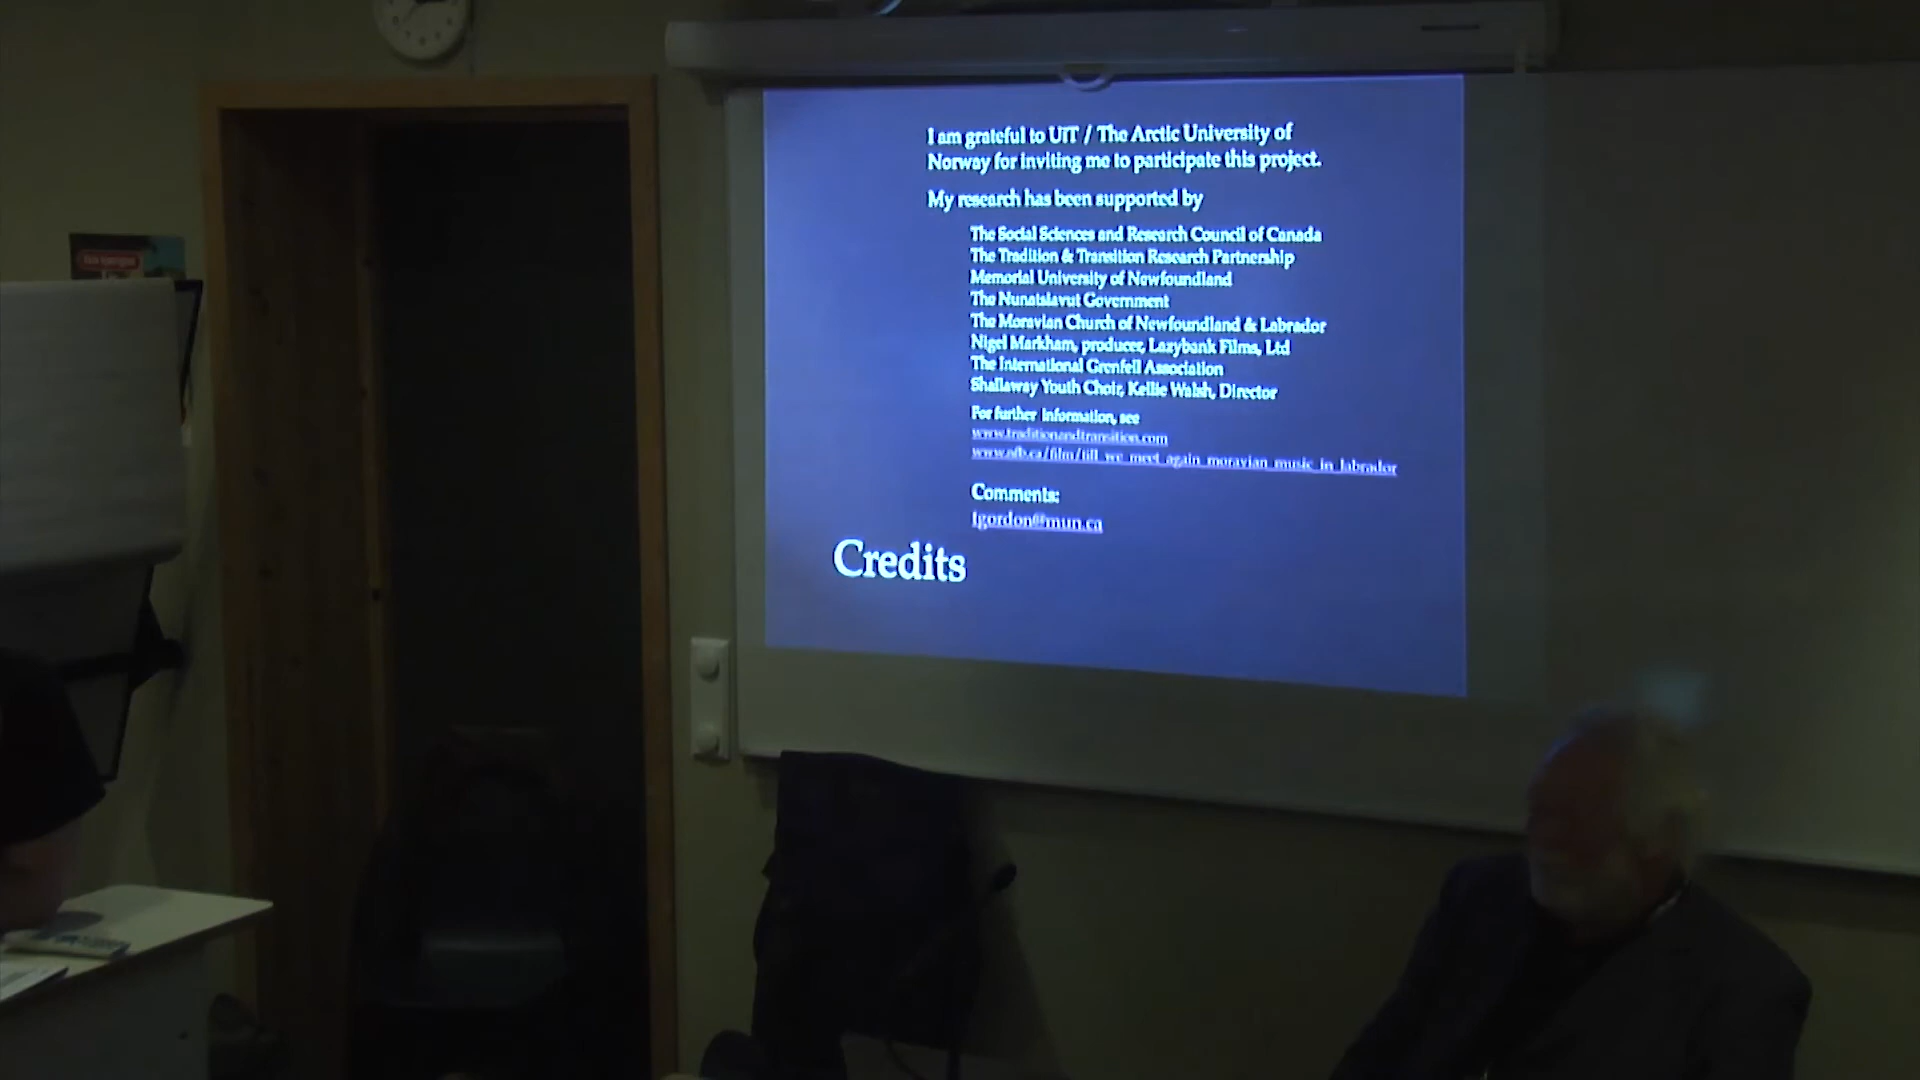 I am grateful to UiT / The Arctic University of
Norway for inviting me to participate this project.
My research has been supported by
The Social Sciences and Research Council of Canada
The Tradition & Transition Research Partnership
Memorial University of Newfoundland
The Nunatsiavut Government
The Moravian Church of Newfoundland & Labrador
Nigel Markham, producer, Lazybank Films, Ltd
The International Grenfell Association
Shallaway Youth Choir, Kellie Walsh, Director
For further information, see
www.traditionandtransition.com
www.nfb.ca/film/till_we_meet_again_moravian_music_in_labrador
Comments:
tgordon@mun.ca
Credits